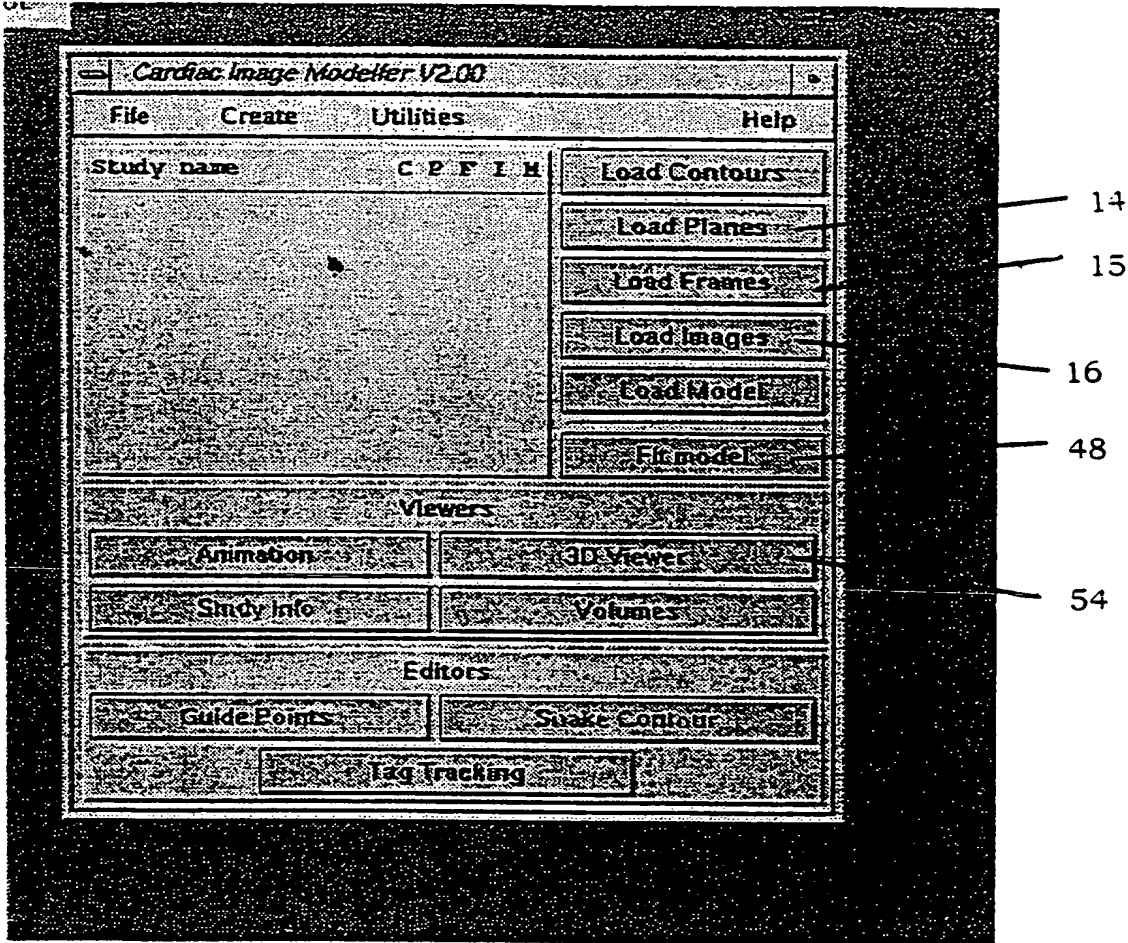 Cardiac Image Modeller V2.00
File Create Utilities Help
Study name C P F I M
Load Contours
Load Planes 14
Load Frames 15
Load Images 16
Load Model
Fit model 48
Viewers
Animation 3D Viewer 54
Study Info Volumes
Editors
Guide Points Snake Contour
Tag Tracking